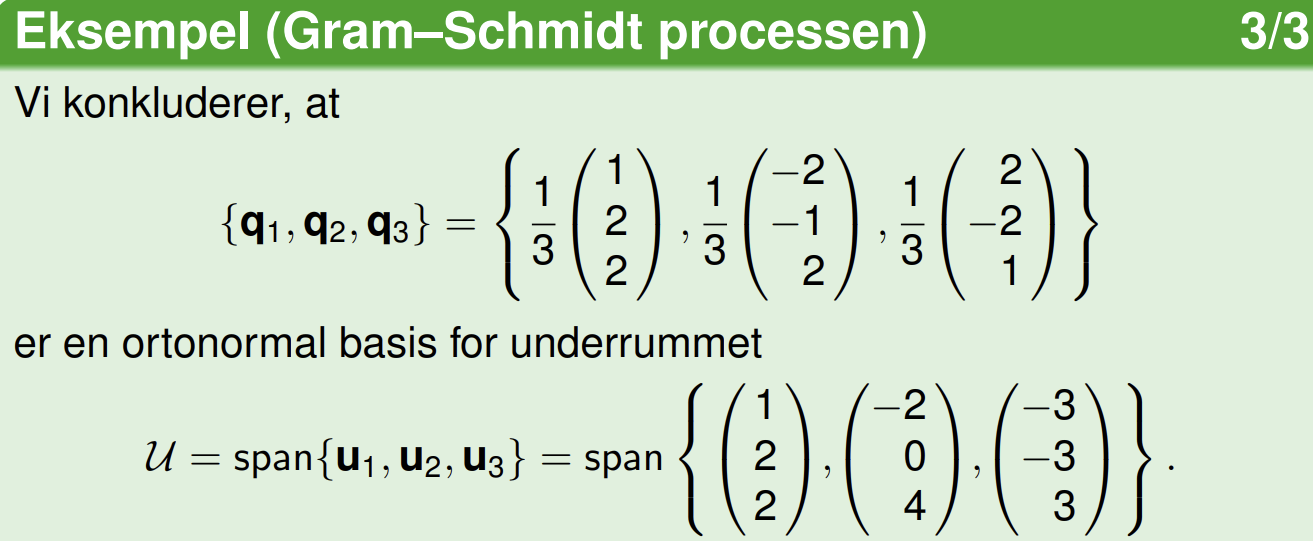 Eksempel (Gram–Schmidt processen) 3/3
Vi konkluderer, at
{q₁, q₂, q₃} = { 1/3 (1 2 2), 1/3 (−2 −1 2), 1/3 (2 −2 1) }
er en ortonormal basis for underrummet
𝒰 = span{u₁, u₂, u₃} = span { (1 2 2), (−2 0 4), (−3 −3 3) }.